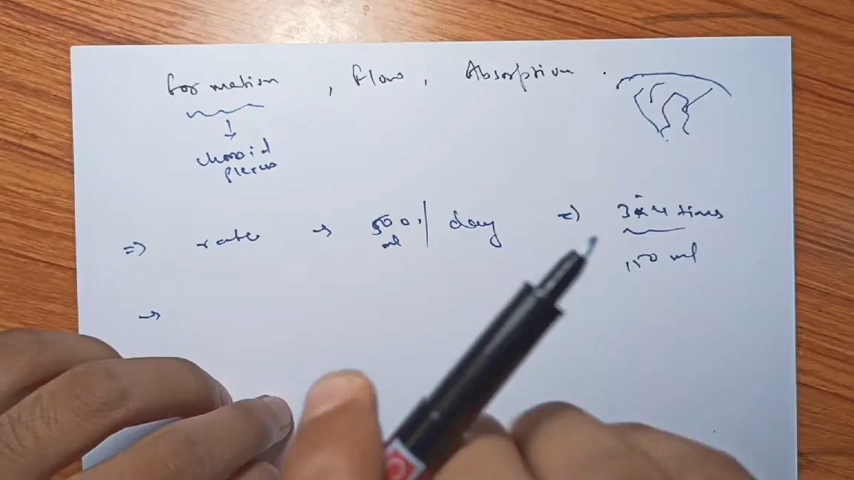 Formation , Flow , Absorption .
↓
choroid
plexus
⇒ rate → 500 / day ⇒ 3 4 times
ml 150 ml
→